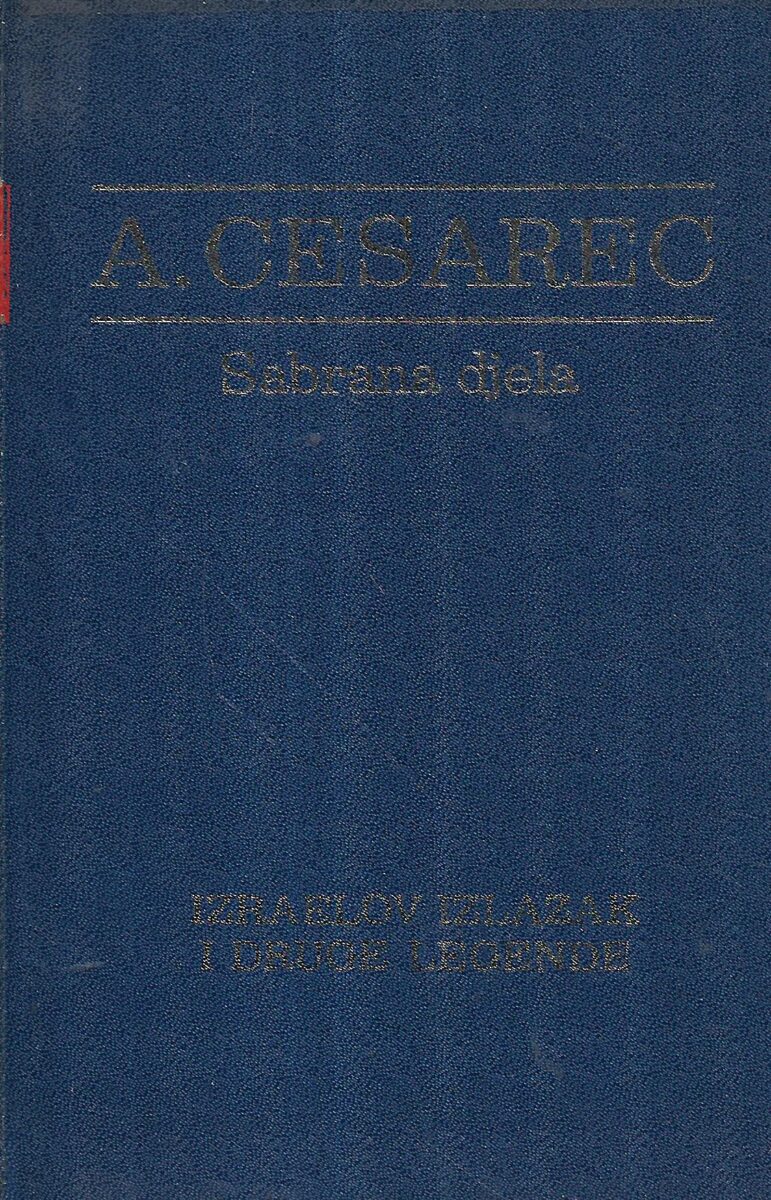 A. CESAREC
Sabrana djela
IZRAELOV IZLAZAK
I DRUGE LEGENDE